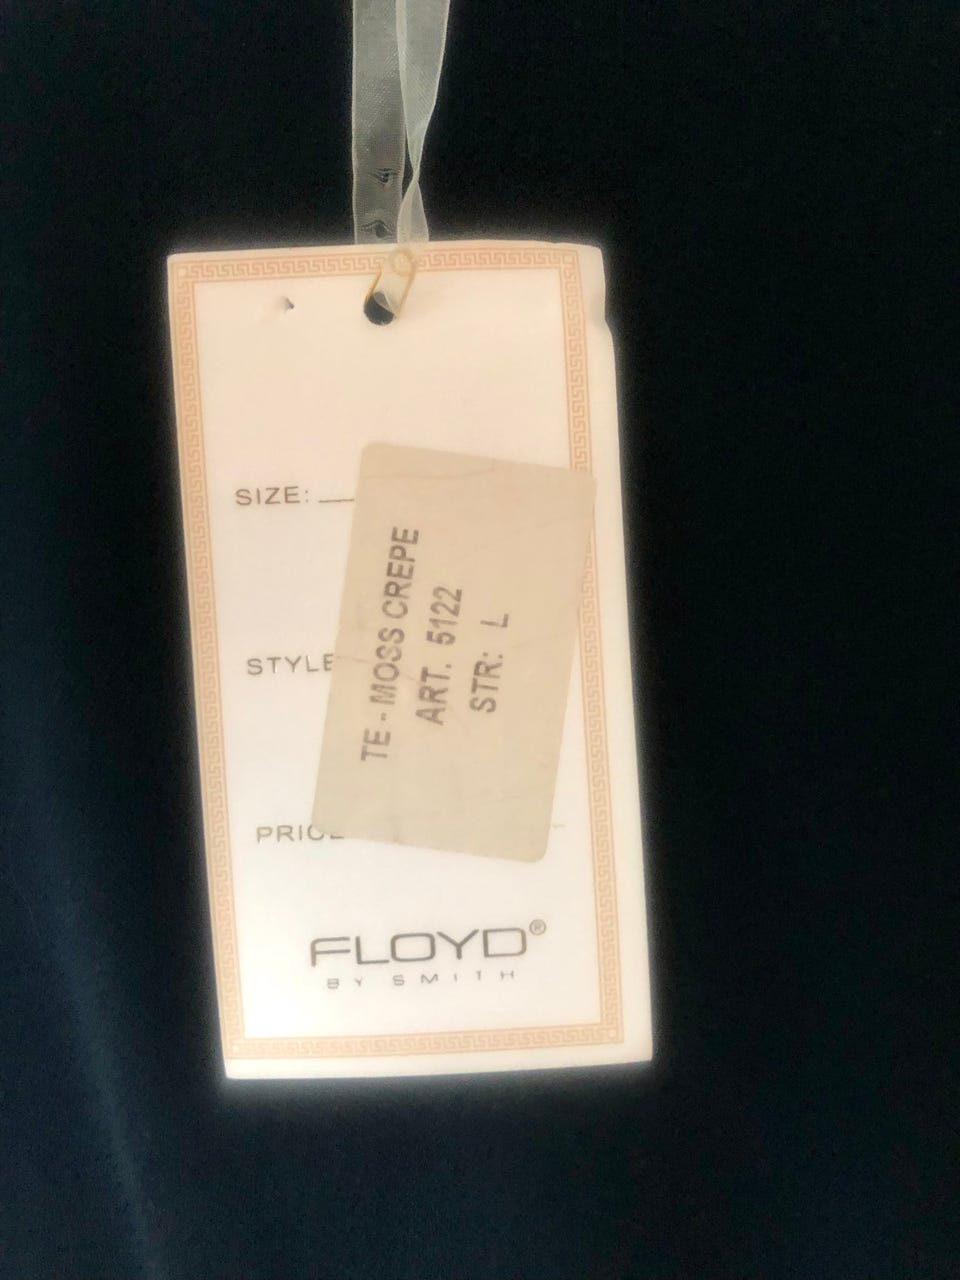 SIZE:
STYLE
PRICE
TE - MOSS CREPE
ART. 5122
STR: L
FLOYD®
BY SMITH